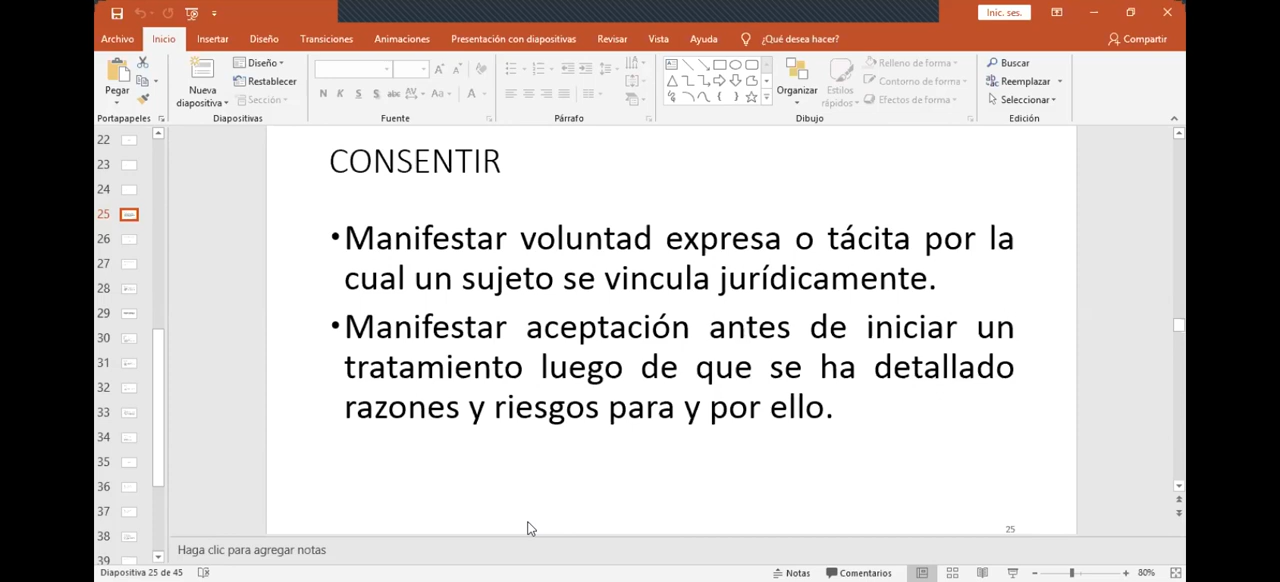 Inic. ses.
Archivo Inicio Insertar Diseño Transiciones Animaciones Presentación con diapositivas Revisar Vista Ayuda ¿Qué desea hacer? Compartir
Pegar
Nueva diapositiva
Diseño
Restablecer
Sección
N K S S abc AV Aa A
A A
Organizar
Estilos rápidos
Relleno de forma
Contorno de forma
Efectos de forma
Buscar
Reemplazar
Seleccionar
Portapapeles Diapositivas Fuente Párrafo Dibujo Edición
22
23
24
25
26
27
28
29
30
31
32
33
34
35
36
37
38
39
CONSENTIR
•Manifestar voluntad expresa o tácita por la
cual un sujeto se vincula jurídicamente.
•Manifestar aceptación antes de iniciar un
tratamiento luego de que se ha detallado
razones y riesgos para y por ello.
25
Haga clic para agregar notas
Diapositiva 25 de 45 Notas Comentarios 80%